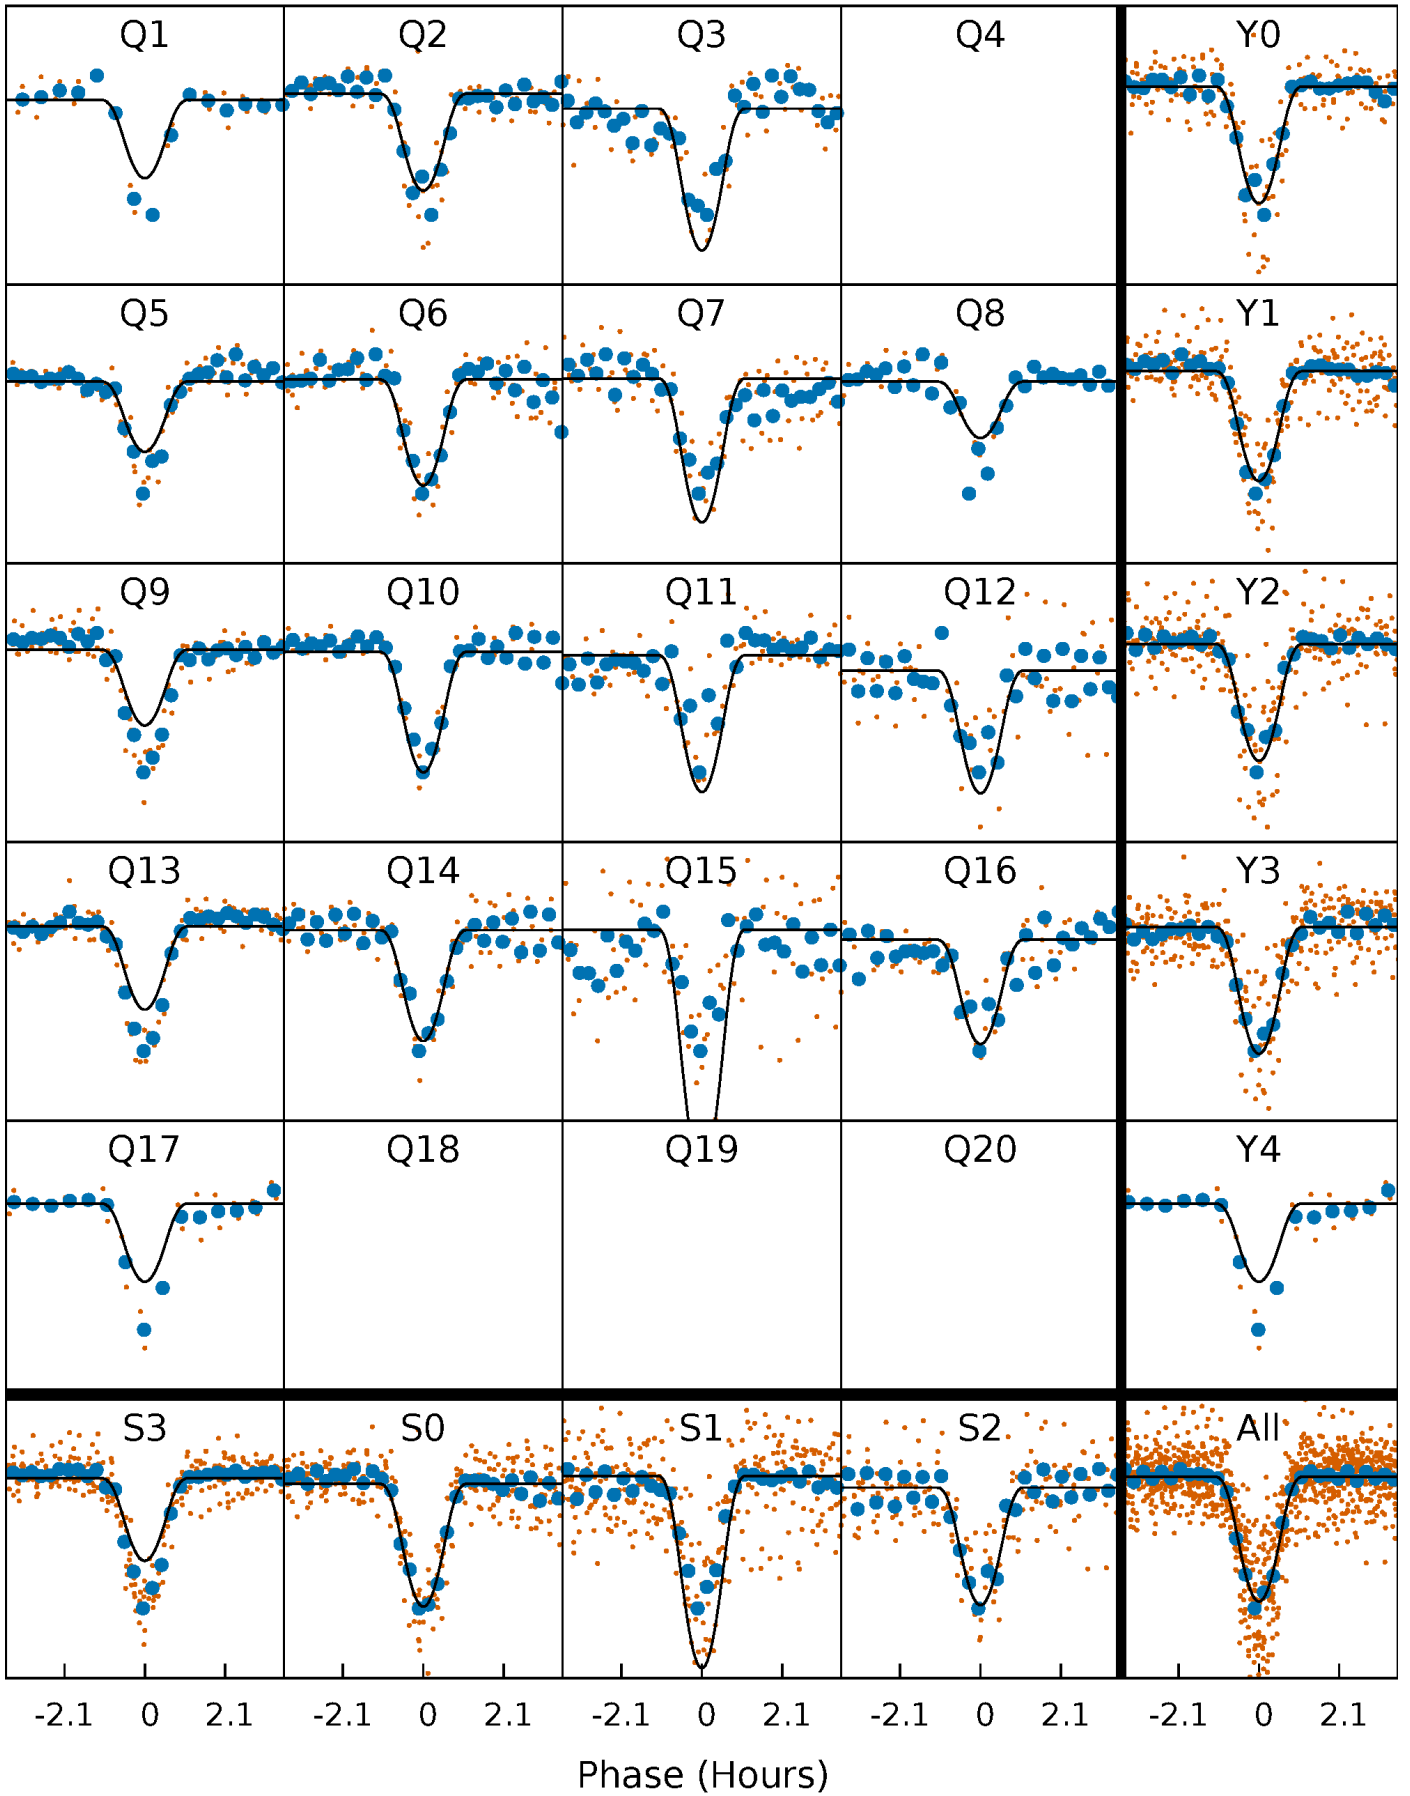 Q1 Q2 Q3 Q4 Y0
Q5 Q6 Q7 Q8 Y1
Q9 Q10 Q11 Q12 Y2
Q13 Q14 Q15 Q16 Y3
Q17 Q18 Q19 Q20 Y4
S3 S0 S1 S2 All
-2.1 0 2.1 -2.1 0 2.1 -2.1 0 2.1 -2.1 0 2.1 -2.1 0 2.1
Phase (Hours)